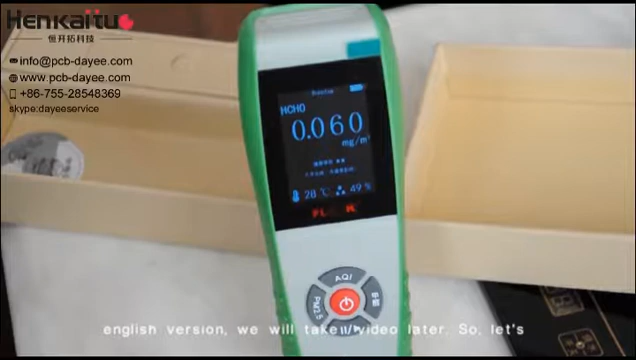 Henkaituo
恒开拓科技
info@pcb-dayee.com
www.pcb-dayee.com
+86-755-28548369
skype:dayeeservice
HCHO
0.060
mg/m³
28 ℃ 49 %
AQI
PM2.5
english version, we will take video later. So, let's